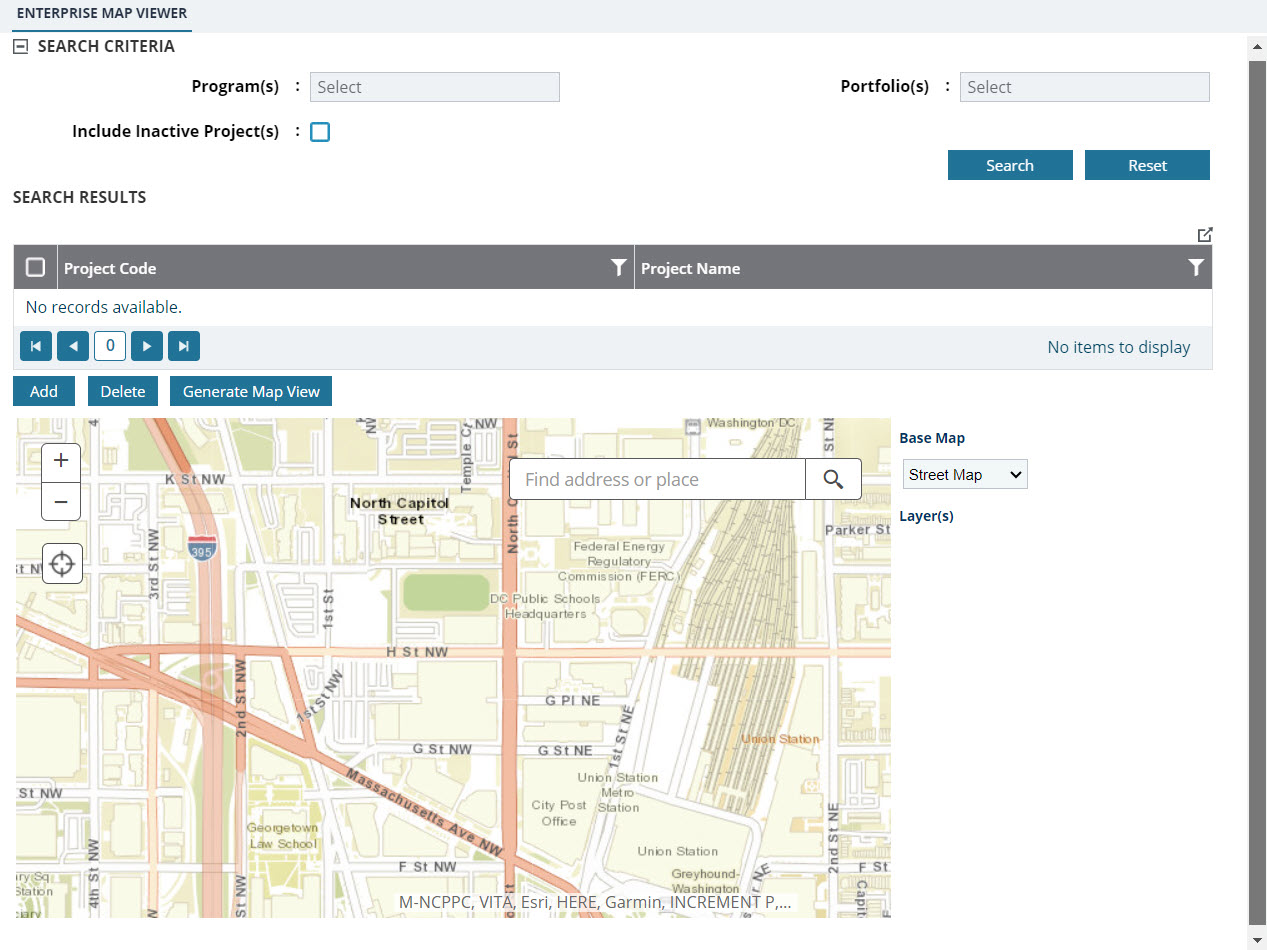 ENTERPRISE MAP VIEWER
SEARCH CRITERIA
Program(s) : Select
Portfolio(s) : Select
Include Inactive Project(s) :
Search
Reset
SEARCH RESULTS
Project Code
Project Name
No records available.
0
No items to display
Add
Delete
Generate Map View
Base Map
Street Map
Layer(s)
+
−
Find address or place
4
NW
NW
Temple Ct
North Capitol St
Washington DC
St NE
K St NW
North Capitol
Street
395
3rd St NW
Parker St
Federal Energy
Regulatory
Commission (FERC)
DC Public Schools
Headquarters
1st St
H St NW
2nd St NW
1st St NW
G Pl NE
1st St NE
G St NW
G St NE
Union Station
Union Station
Metro
Station
City Post
Office
Massachusetts Ave NW
St NW
Georgetown
Law School
4th St NW
F St NW
Union Station
2nd St NE
F St
Greyhound-
Washington
NE
Station
St NW
M-NCPPC, VITA, Esri, HERE, Garmin, INCREMENT P,...